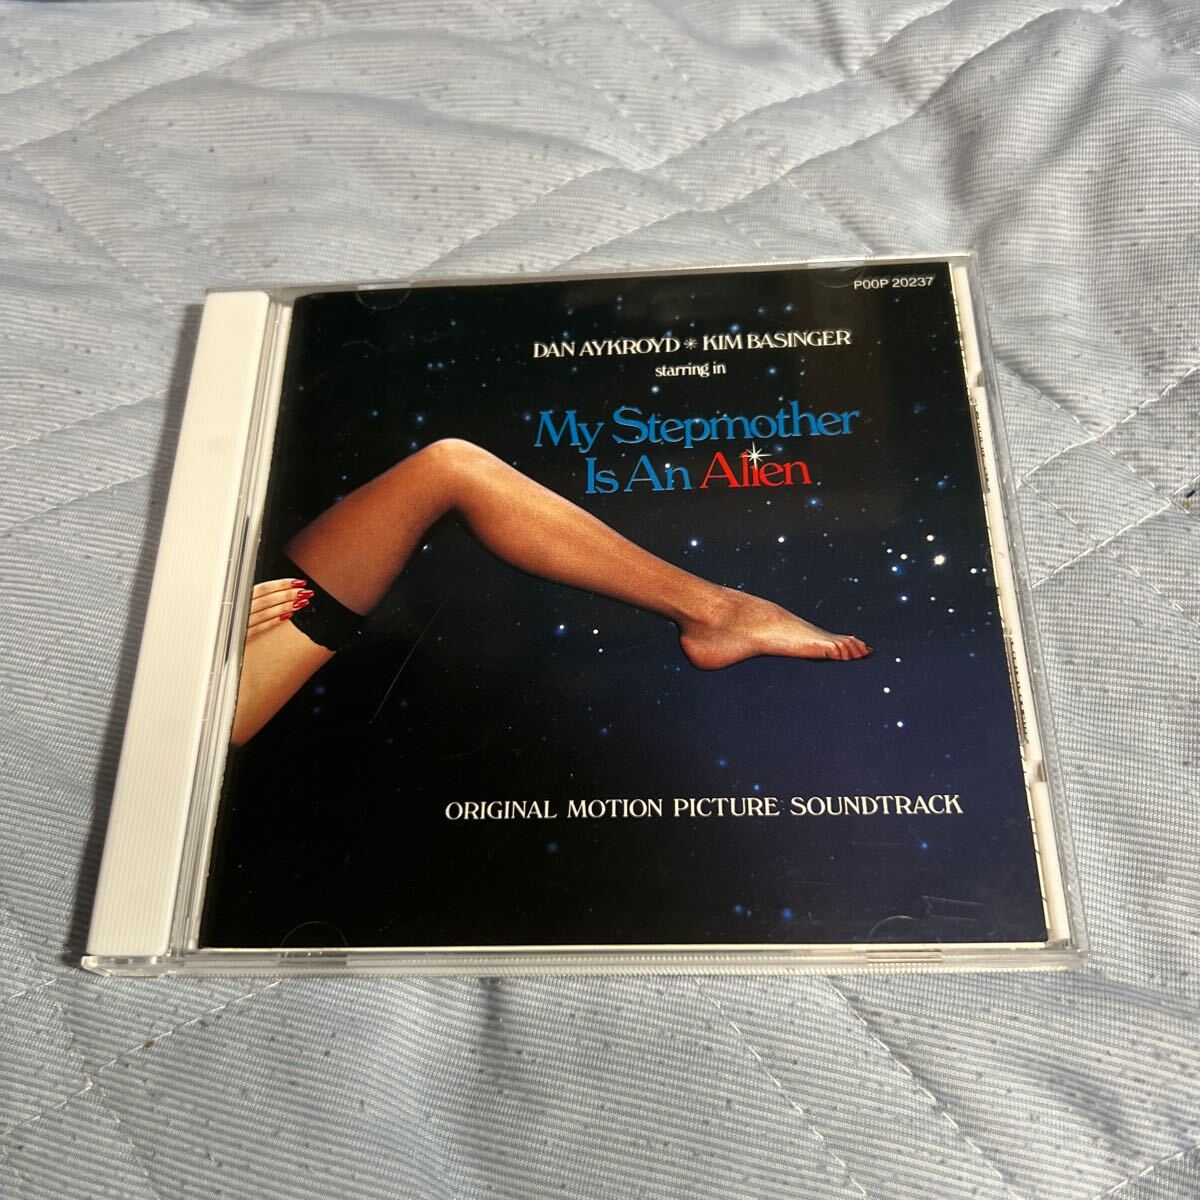 P00P 20237
DAN AYKROYD ✳ KIM BASINGER
starring in
My Stepmother
Is An Alien
ORIGINAL MOTION PICTURE SOUNDTRACK